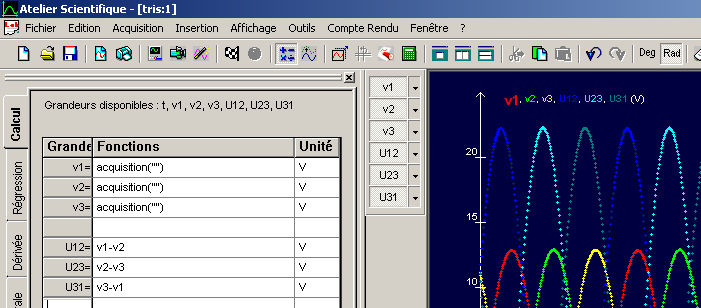 Atelier Scientifique - [tris:1]
Fichier Edition Acquisition Insertion Affichage Outils Compte Rendu Fenêtre ?
Deg Rad
Grandeurs disponibles : t, v1, v2, v3, U12, U23, U31
Calcul
Régression
Dérivée
Grande Fonctions Unité
v1= acquisition("") V
v2= acquisition("") V
v3= acquisition("") V
U12= v1-v2 V
U23= v2-v3 V
U31= v3-v1 V
v1
v2
v3
U12
U23
U31
v1, v2, v3, U12, U23, U31 (V)
20
15
10